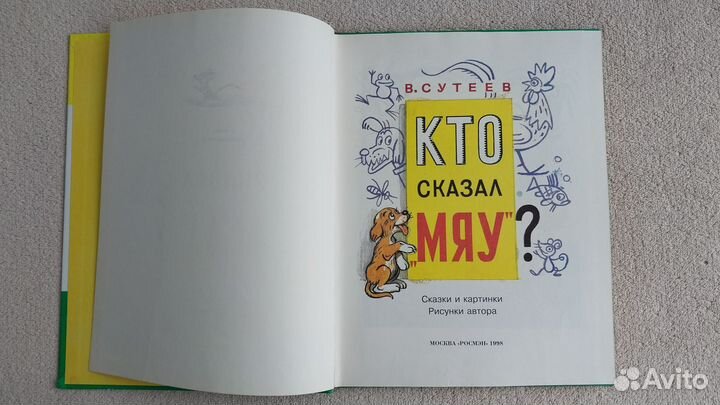 В. СУТЕЕВ
КТО
СКАЗАЛ
„МЯУ"?
Сказки и картинки
Рисунки автора
МОСКВА «РОСМЭН» 1998
Avito